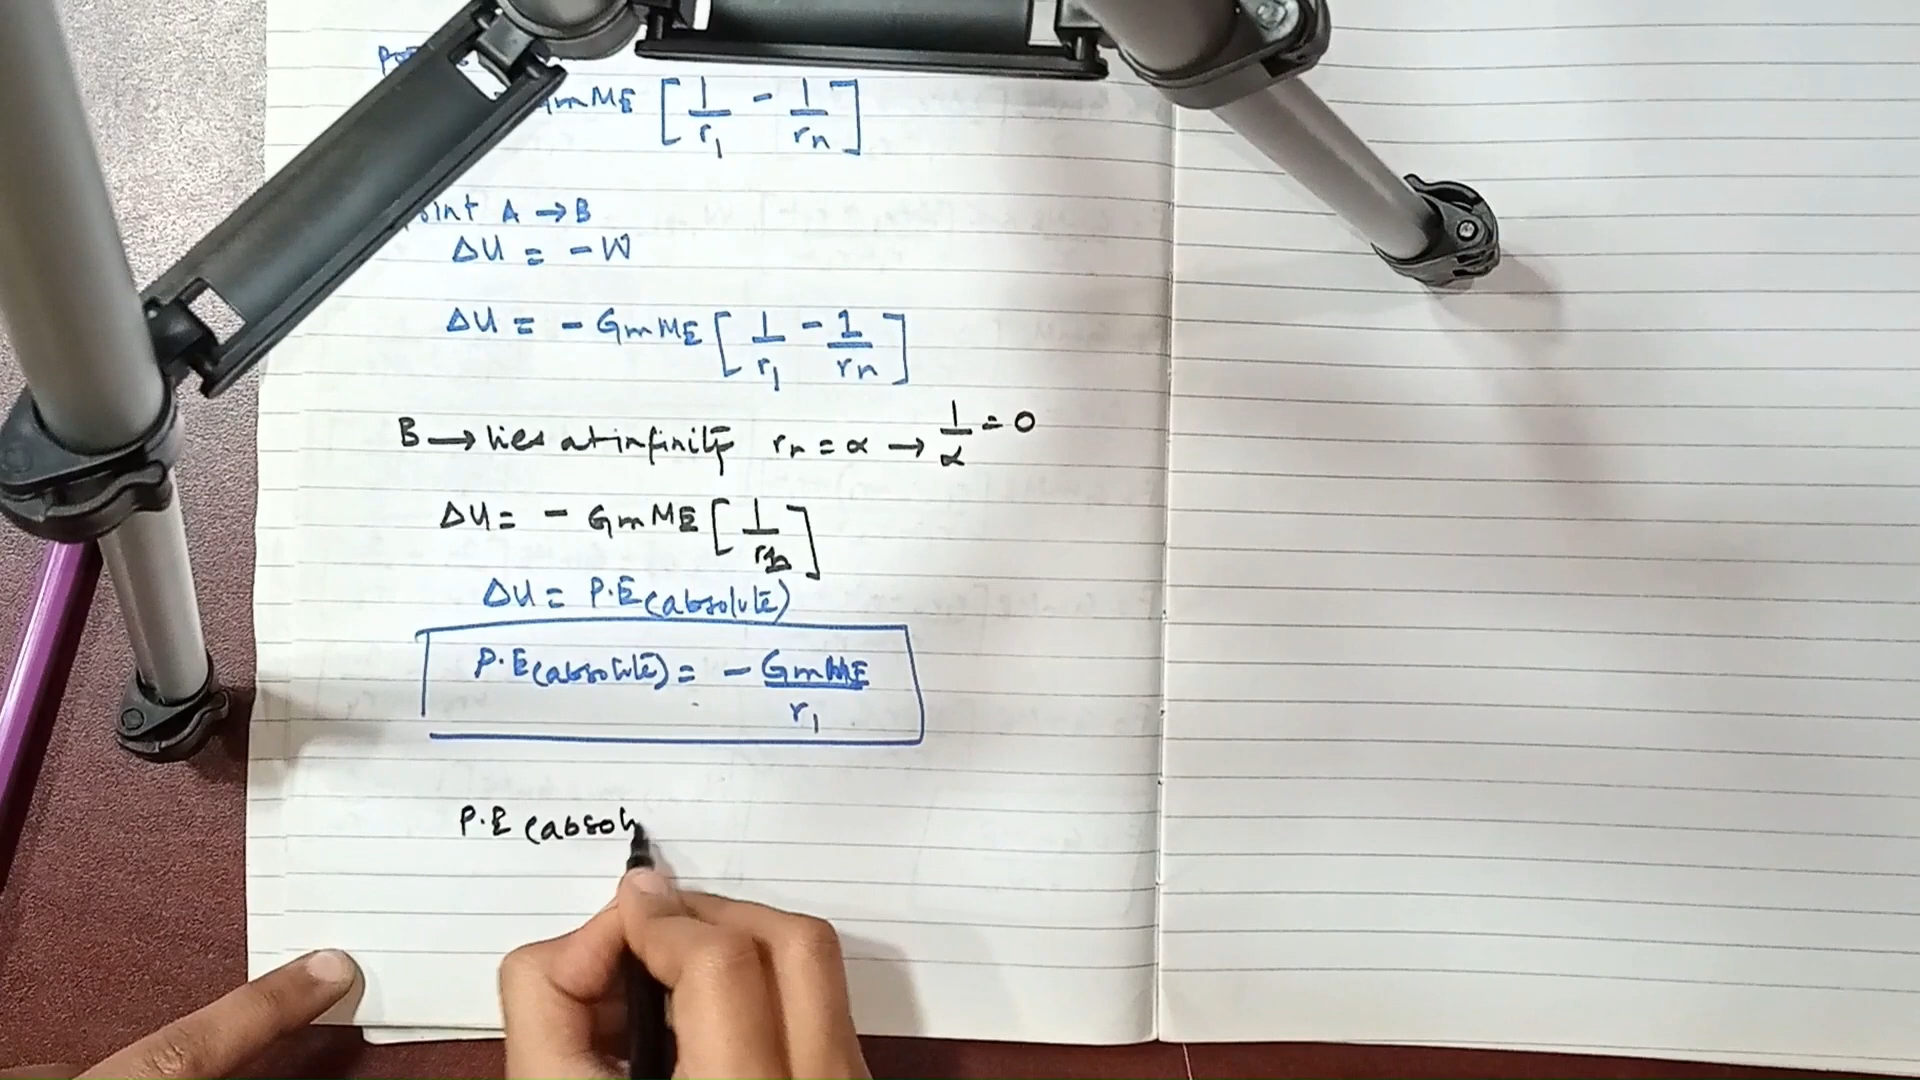 GmME [1/r₁ - 1/rn]
oint A → B
ΔU = - W
ΔU = - GmME [1/r₁ - 1/rn]
B → lies at infinity rn = α → 1/α = 0
ΔU = - GmME [1/r₁]
ΔU = P.E(absolute)
P.E(absolute) = - GmME/r₁
P.E (absol